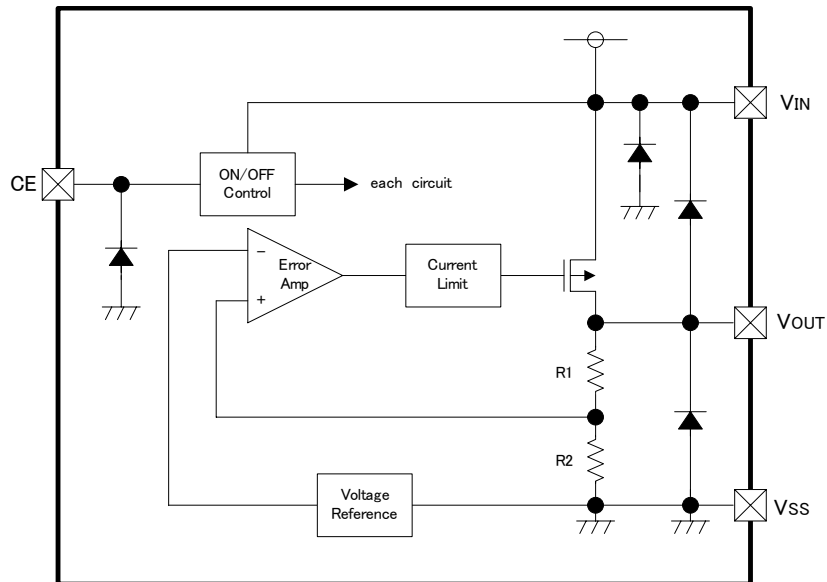 VIN
CE
ON/OFF
Control
each circuit
−
Error
Amp
+
Current
Limit
VOUT
R1
R2
Voltage
Reference
VSS